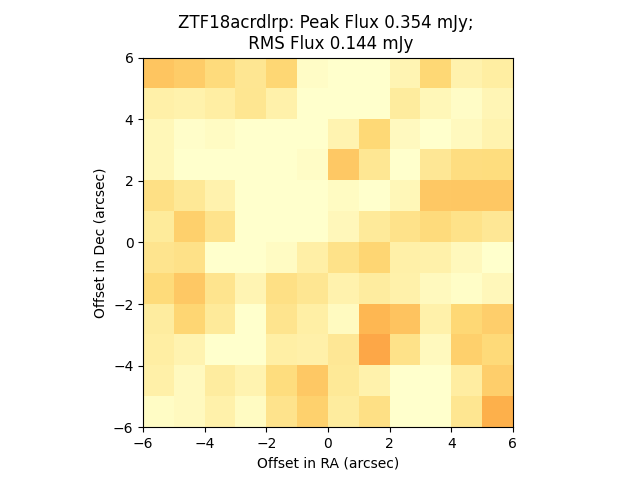 ZTF18acrdlrp: Peak Flux 0.354 mJy;
RMS Flux 0.144 mJy
6
4
2
0
−2
−4
−6
Offset in Dec (arcsec)
−6 −4 −2 0 2 4 6
Offset in RA (arcsec)